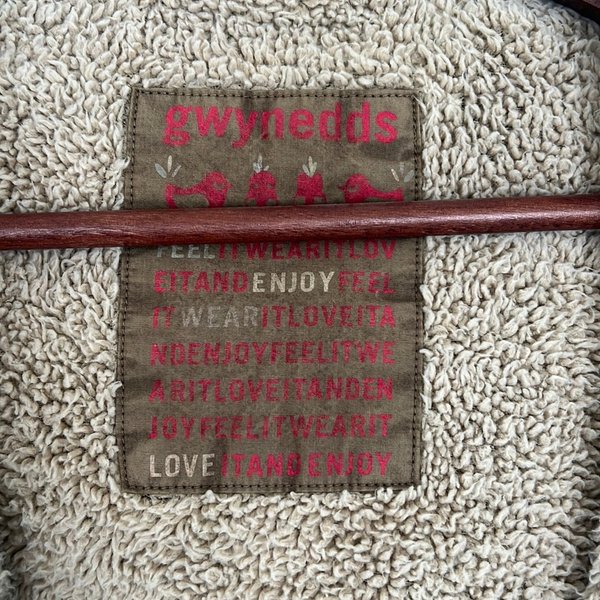 gwynedds
FEELITWEARITLOV
EITANDENJOYFEEL
ITWEARITLOVEITA
NDENJOYFEELITWE
ARITLOVEITANDEN
JOYFEELITWEARIT
LOVEITANDENJOY